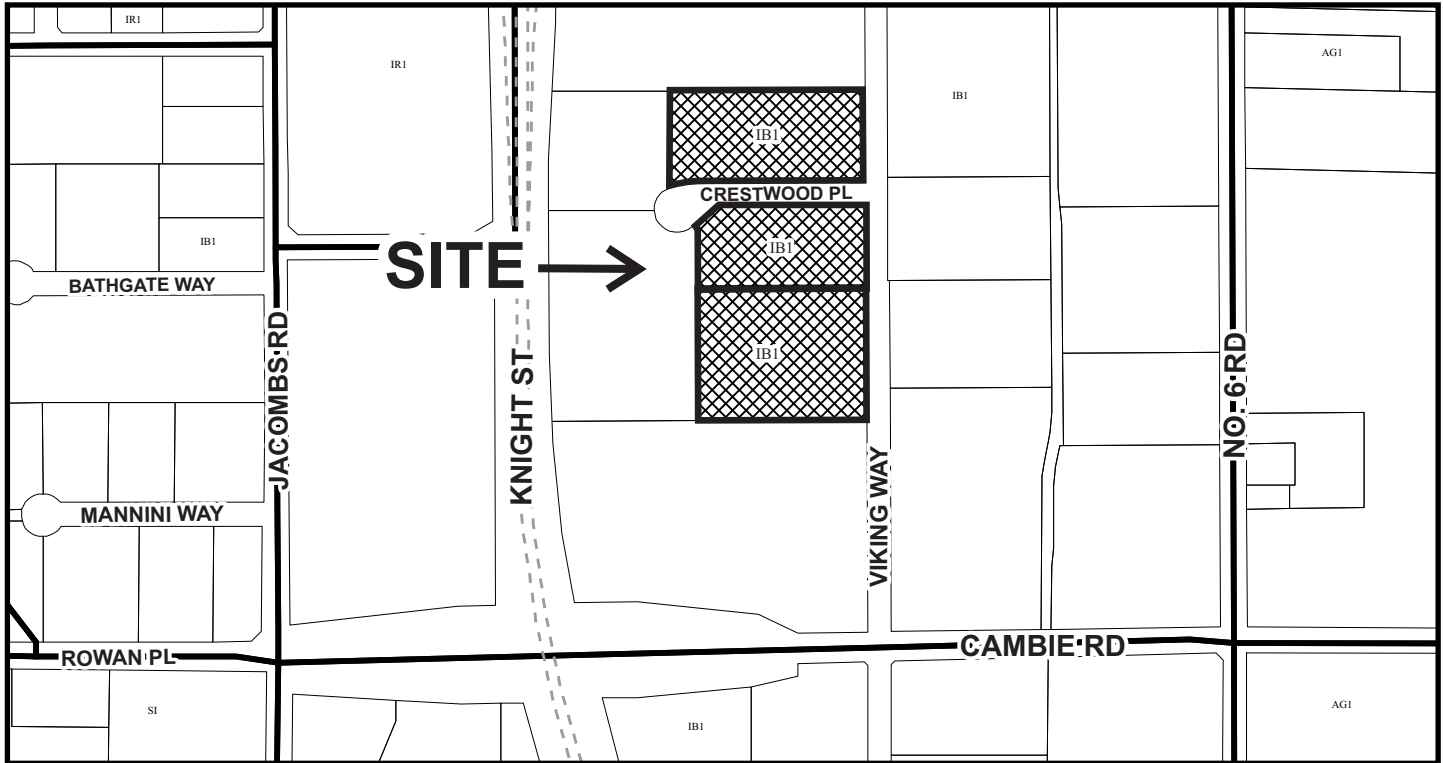 IR1
IR1
AG1
IB1
IB1
CRESTWOOD PL
IB1
IB1
SITE
BATHGATE WAY
IB1
JACOMBS RD
KNIGHT ST
NO. 6 RD
MANNINI WAY
VIKING WAY
CAMBIE RD
ROWAN PL
SI
IB1
AG1